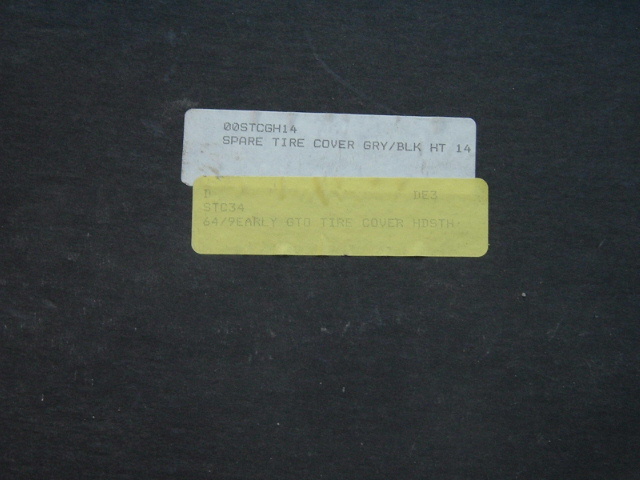 00STCGH14
SPARE TIRE COVER GRY/BLK HT 14
D DE3
STC34
64/9EARLY GTO TIRE COVER HDSTH